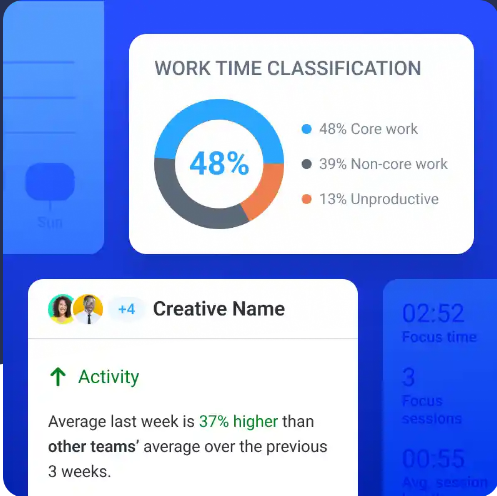 WORK TIME CLASSIFICATION
48%
48% Core work
39% Non-core work
13% Unproductive
Sun
+4 Creative Name
Activity
Average last week is 37% higher than
other teams' average over the previous
3 weeks.
02:52
Focus time
3
Focus
sessions
00:55
Avg. session